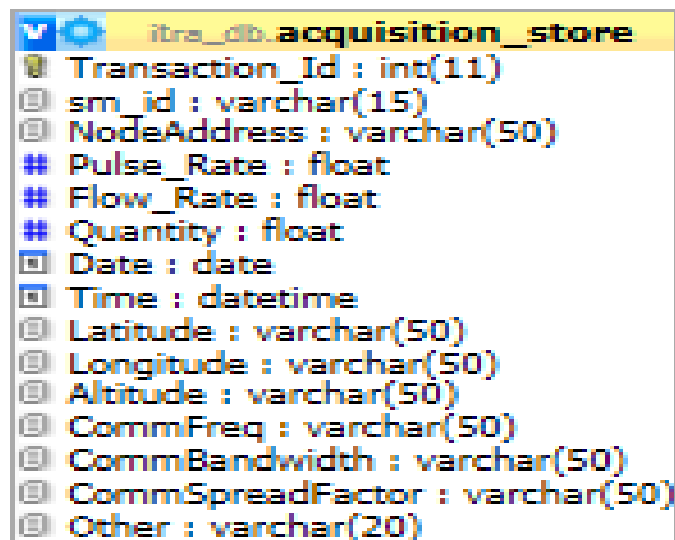 itra_db.acquisition_store
Transaction_Id : int(11)
sm_id : varchar(15)
NodeAddress : varchar(50)
Pulse_Rate : float
Flow_Rate : float
Quantity : float
Date : date
Time : datetime
Latitude : varchar(50)
Longitude : varchar(50)
Altitude : varchar(50)
CommFreq : varchar(50)
CommBandwidth : varchar(50)
CommSpreadFactor : varchar(50)
Other : varchar(20)